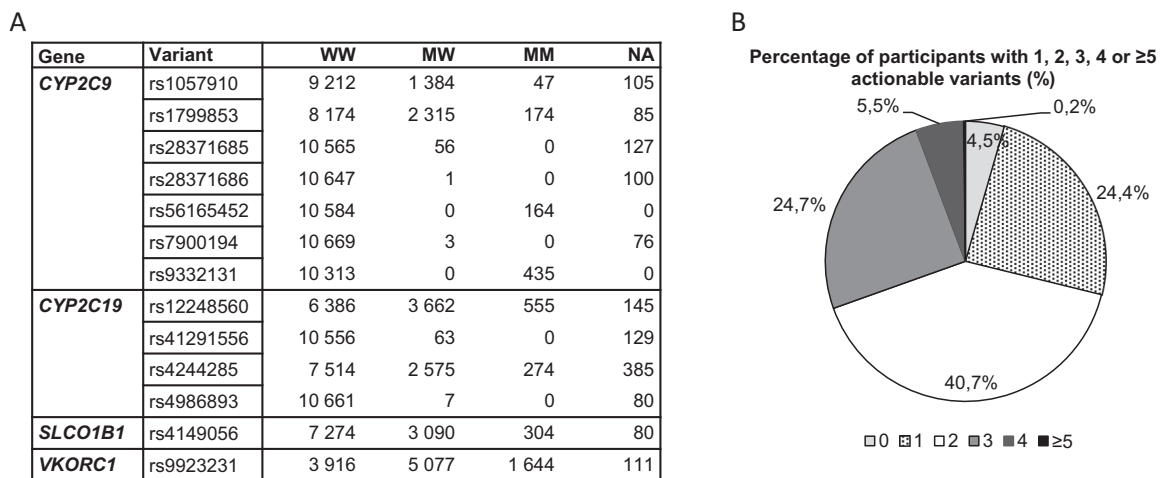 A
Gene Variant WW MW MM NA
CYP2C9 rs1057910 9 212 1 384 47 105
rs1799853 8 174 2 315 174 85
rs28371685 10 565 56 0 127
rs28371686 10 647 1 0 100
rs56165452 10 584 0 164 0
rs7900194 10 669 3 0 76
rs9332131 10 313 0 435 0
CYP2C19 rs12248560 6 386 3 662 555 145
rs41291556 10 556 63 0 129
rs4244285 7 514 2 575 274 385
rs4986893 10 661 7 0 80
SLCO1B1 rs4149056 7 274 3 090 304 80
VKORC1 rs9923231 3 916 5 077 1 644 111
B
Percentage of participants with 1, 2, 3, 4 or ≥5
actionable variants (%)
5,5% 0,2%
4,5%
24,7% 24,4%
40,7%
0 1 2 3 4 ≥5